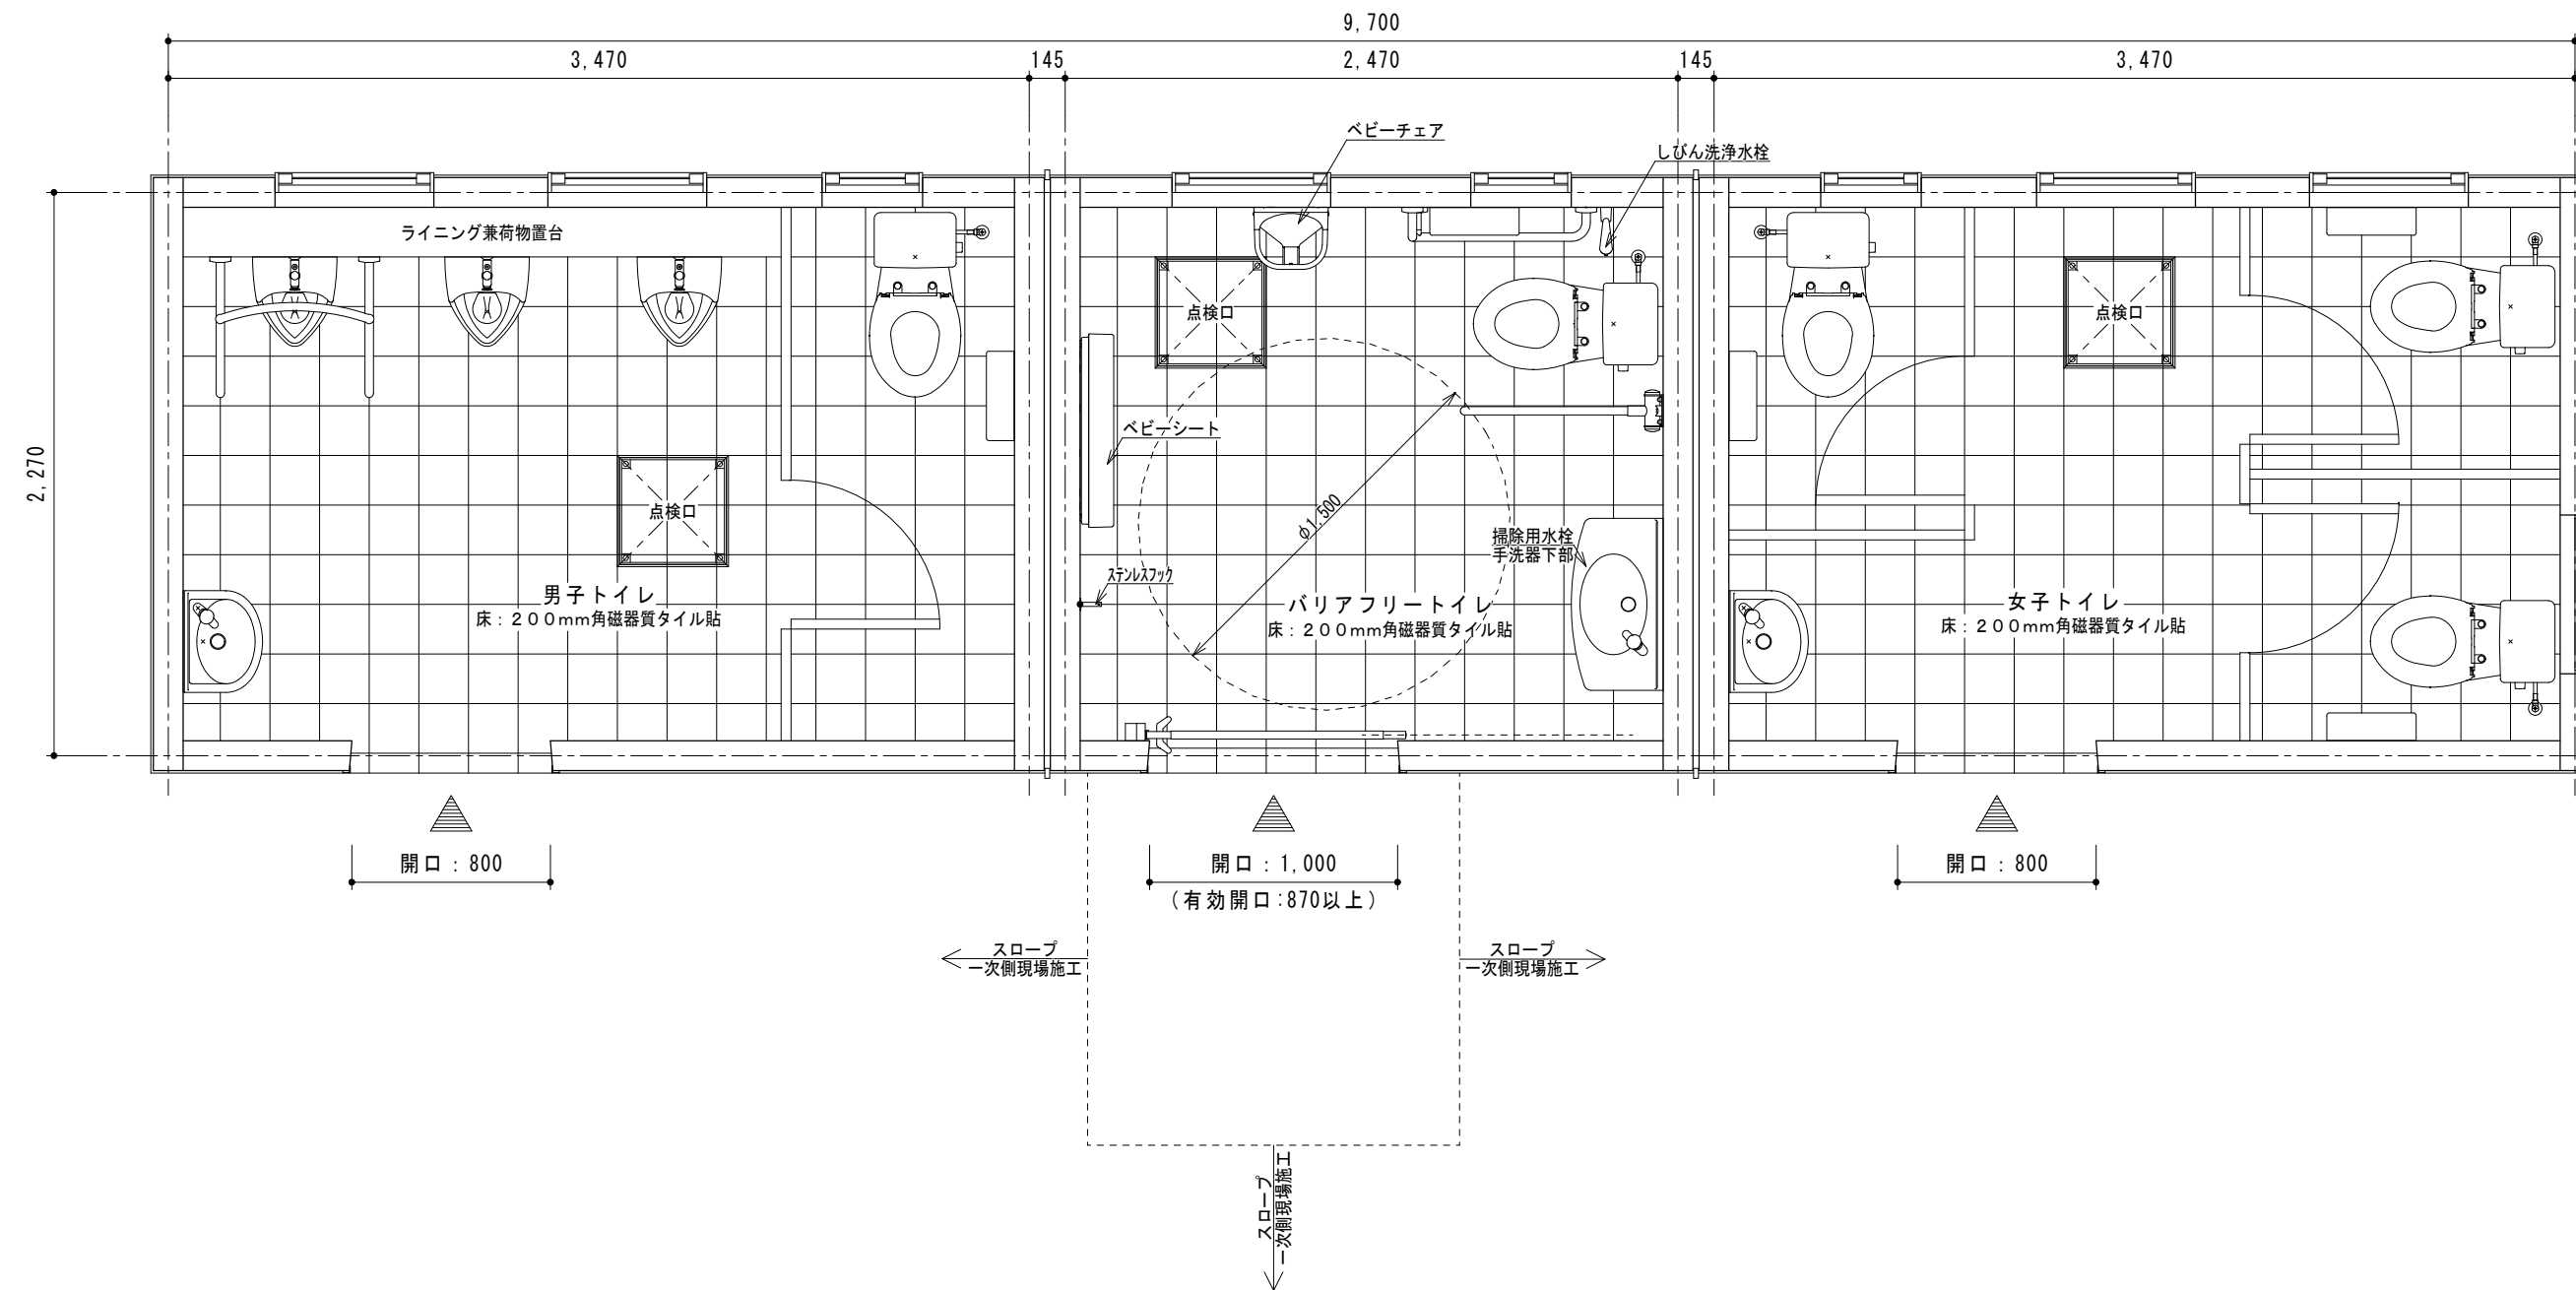 9,700
3,470
145
2,470
145
3,470
ベビーチェア
しびん洗浄水栓
ライニング兼荷物置台
点検口
点検口
ベビーシート
2,270
点検口
φ1,500
掃除用水栓
手洗器下部
ステンレスフック
男子トイレ
床：２００mm角磁器質タイル貼
バリアフリートイレ
床：２００mm角磁器質タイル貼
女子トイレ
床：２００mm角磁器質タイル貼
開口：800
開口：1,000
（有効開口：870以上）
開口：800
スロープ
一次側現場施工
スロープ
一次側現場施工
スロープ
一次側現場施工